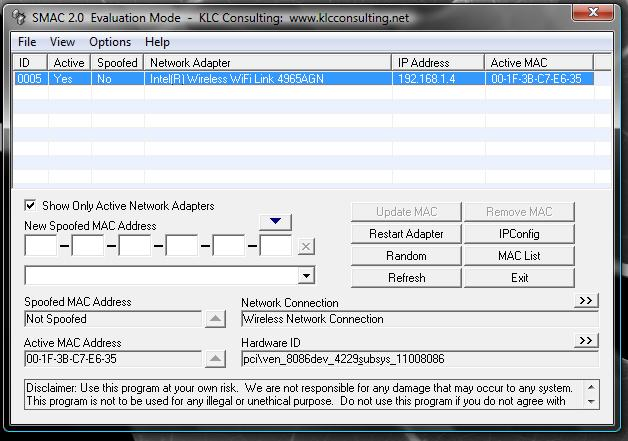 SMAC 2.0 Evaluation Mode - KLC Consulting: www.klcconsulting.net
File View Options Help
ID Active Spoofed Network Adapter IP Address Active MAC
0005 Yes No Intel(R) Wireless WiFi Link 4965AGN 192.168.1.4 00-1F-3B-C7-E6-35
Show Only Active Network Adapters
New Spoofed MAC Address
Update MAC Remove MAC
Restart Adapter IPConfig
Random MAC List
Refresh Exit
Spoofed MAC Address
Not Spoofed
Network Connection >>
Wireless Network Connection
Active MAC Address
00-1F-3B-C7-E6-35
Hardware ID >>
pci\ven_8086dev_4229subsys_11008086
Disclaimer: Use this program at your own risk. We are not responsible for any damage that may occur to any system.
This program is not to be used for any illegal or unethical purpose. Do not use this program if you do not agree with